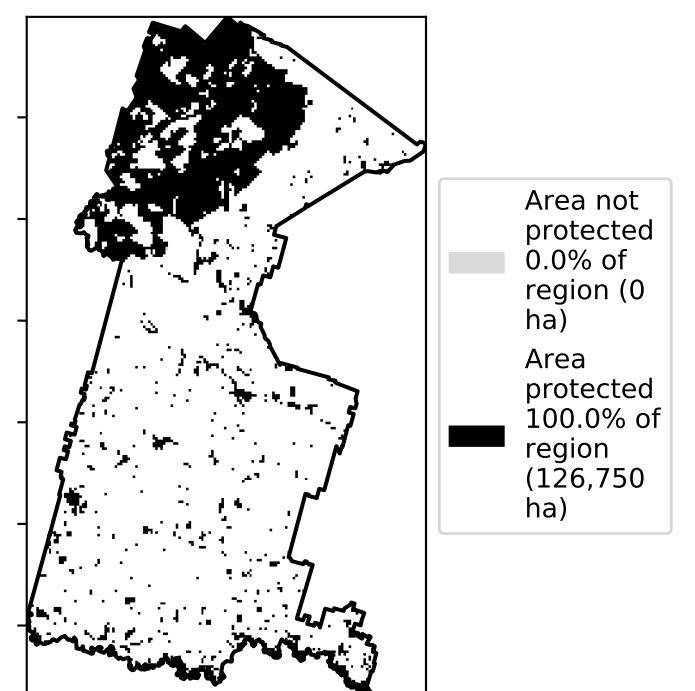 Area not
protected
0.0% of
region (0
ha)
Area
protected
100.0% of
region
(126,750
ha)